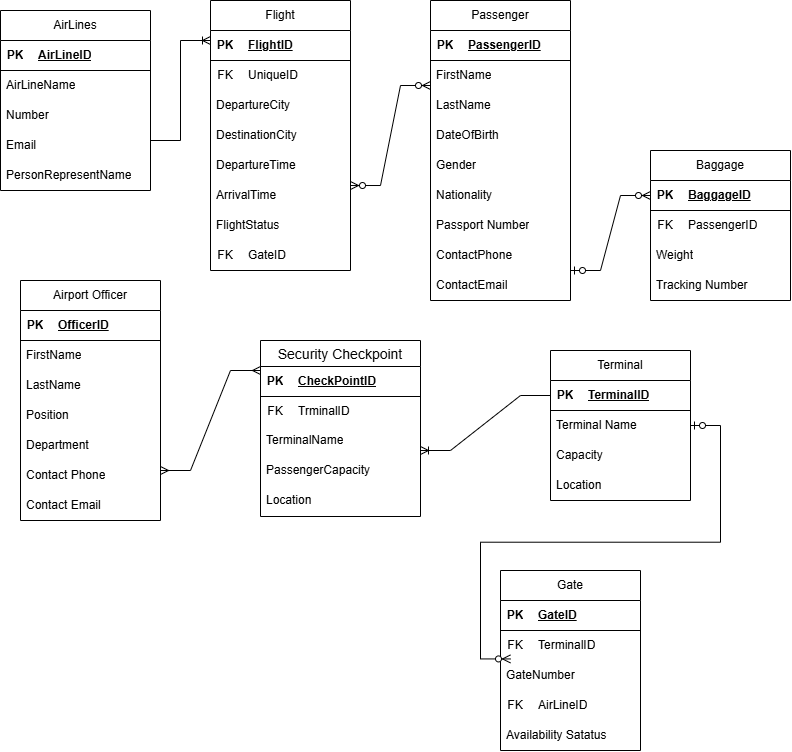 AirLines
PK AirLineID
AirLineName
Number
Email
PersonRepresentName
Flight
PK FlightID
FK UniqueID
DepartureCity
DestinationCity
DepartureTime
ArrivalTime
FlightStatus
FK GateID
Passenger
PK PassengerID
FirstName
LastName
DateOfBirth
Gender
Nationality
Passport Number
ContactPhone
ContactEmail
Baggage
PK BaggageID
FK PassengerID
Weight
Tracking Number
Airport Officer
PK OfficerID
FirstName
LastName
Position
Department
Contact Phone
Contact Email
Security Checkpoint
PK CheckPointID
FK TrminalID
TerminalName
PassengerCapacity
Location
Terminal
PK TerminalID
Terminal Name
Capacity
Location
Gate
PK GateID
FK TerminalID
GateNumber
FK AirLineID
Availability Satatus